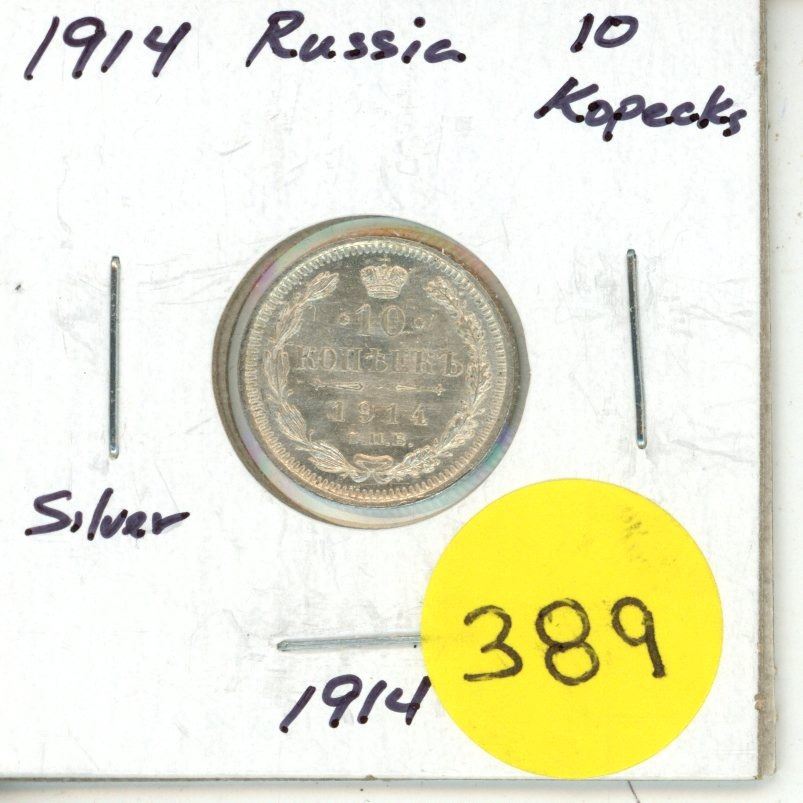 1914 Russia 10
Kopecks
·10·
КОПѢЕКЪ
1914
С.П.Б.
Silver
389
1914